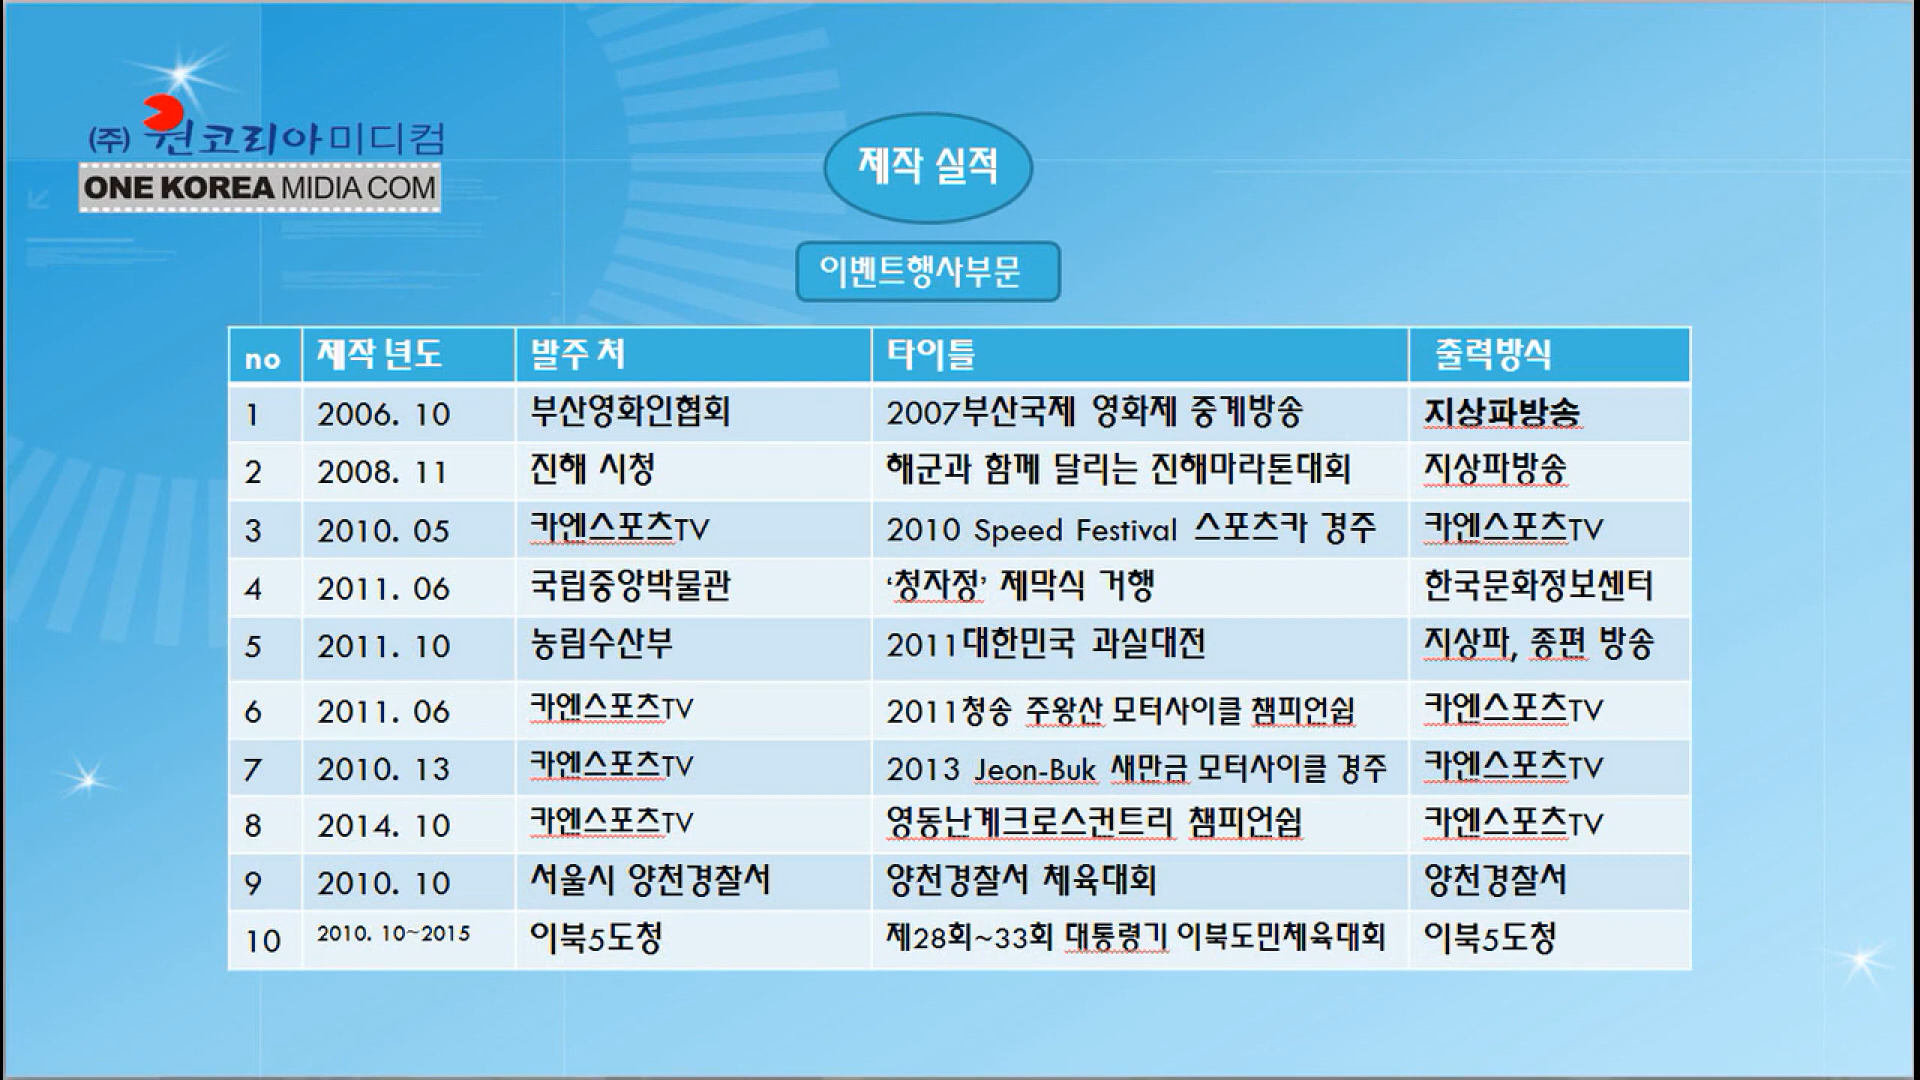 (주) 원코리아미디컴
ONE KOREA MIDIA COM
제작 실적
이벤트행사부문
no 제작 년도 발주 처 타이틀 출력방식
1 2006. 10 부산영화인협회 2007부산국제 영화제 중계방송 지상파방송
2 2008. 11 진해 시청 해군과 함께 달리는 진해마라톤대회 지상파방송
3 2010. 05 카엔스포츠TV 2010 Speed Festival 스포츠카 경주 카엔스포츠TV
4 2011. 06 국립중앙박물관 ‘청자정’ 제막식 거행 한국문화정보센터
5 2011. 10 농림수산부 2011대한민국 과실대전 지상파, 종편 방송
6 2011. 06 카엔스포츠TV 2011청송 주왕산 모터사이클 챔피언쉽 카엔스포츠TV
7 2010. 13 카엔스포츠TV 2013 Jeon-Buk 새만금 모터사이클 경주 카엔스포츠TV
8 2014. 10 카엔스포츠TV 영동난계크로스컨트리 챔피언쉽 카엔스포츠TV
9 2010. 10 서울시 양천경찰서 양천경찰서 체육대회 양천경찰서
10 2010. 10~2015 이북5도청 제28회~33회 대통령기 이북도민체육대회 이북5도청